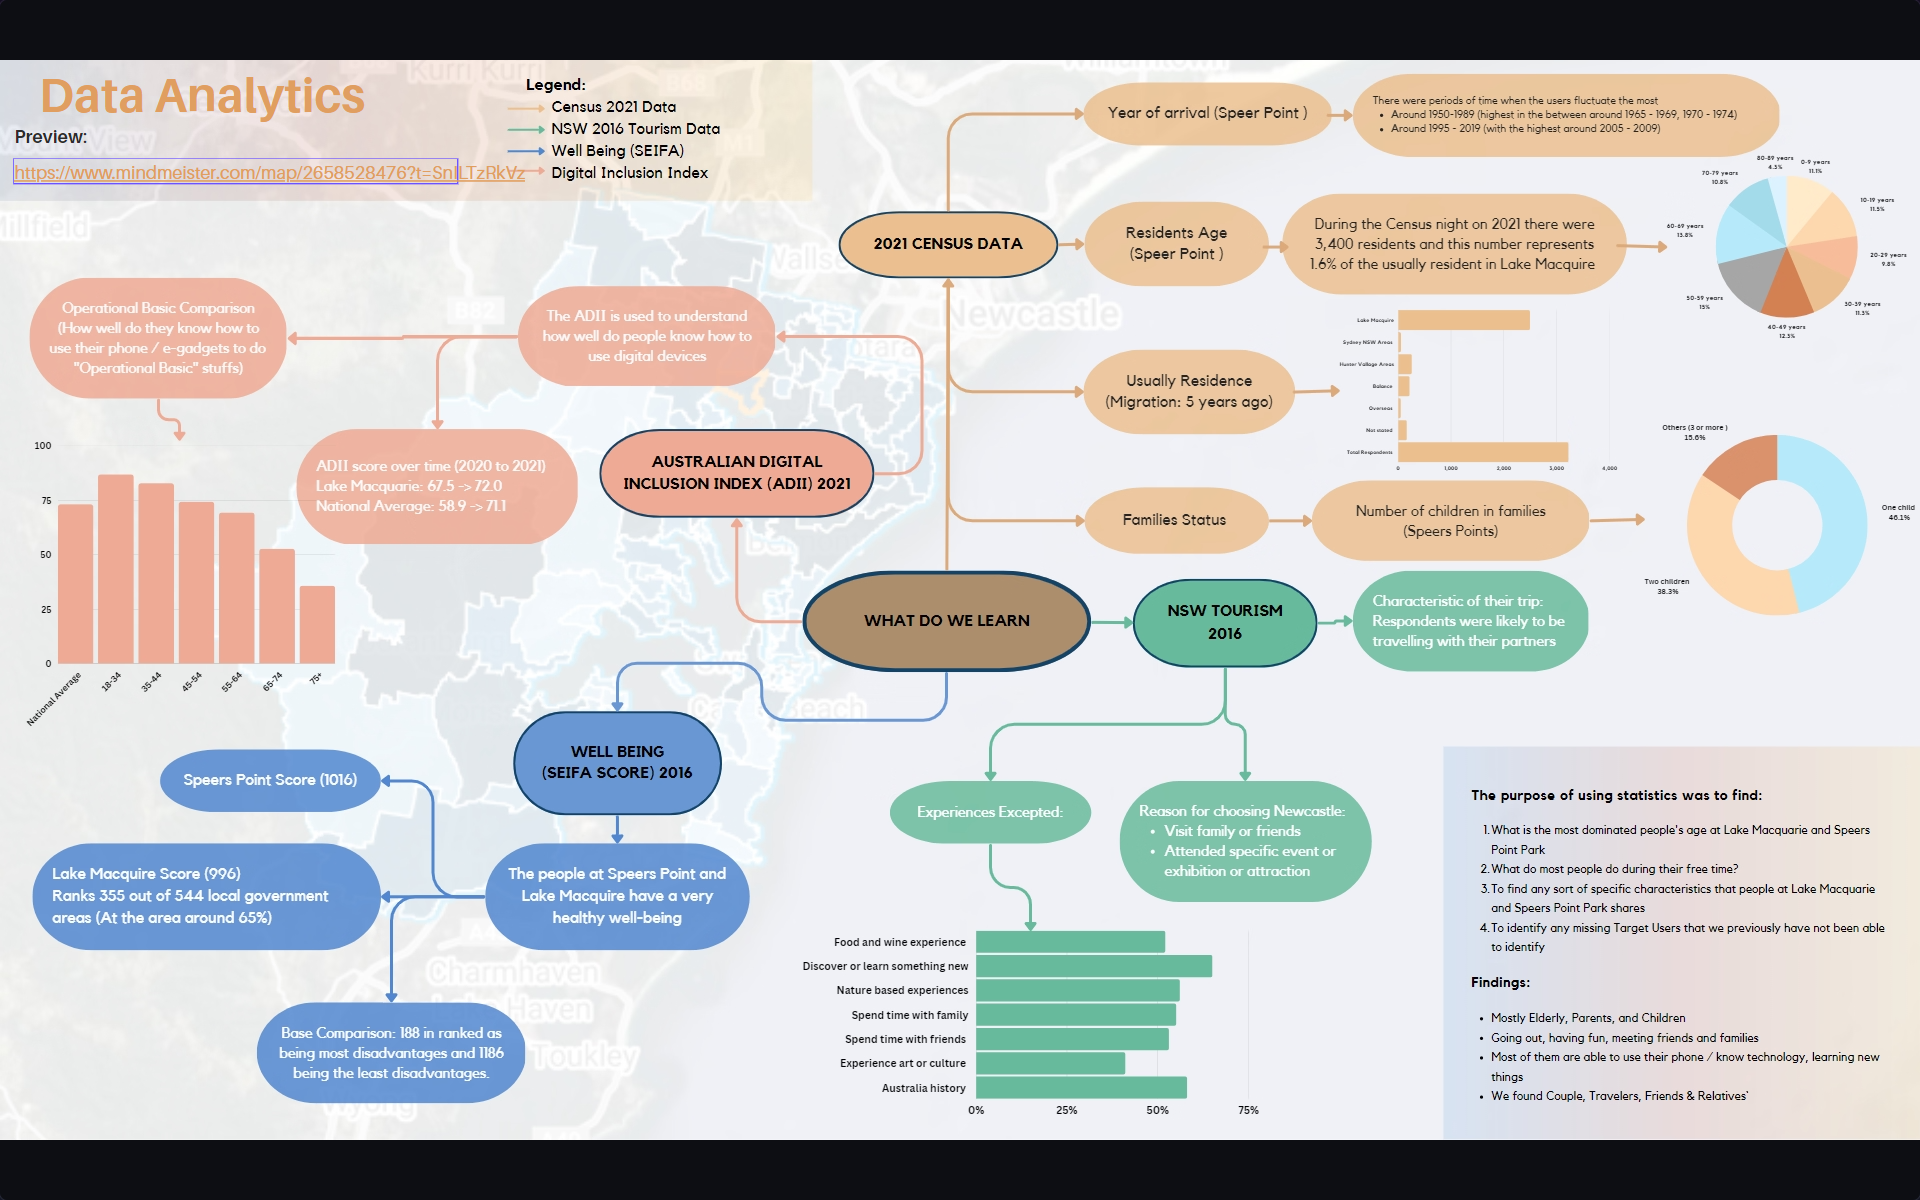 Data Analytics
Preview:
https://www.mindmeister.com/map/2658528476?t=SnlLTzRkVz
Legend:
Census 2021 Data
NSW 2016 Tourism Data
Well Being (SEIFA)
Digital Inclusion Index
Year of arrival (Speer Point )
There were periods of time when the users fluctuate the most
• Around 1950-1989 (highest in the between around 1965 - 1969, 1970 - 1974)
• Around 1995 - 2019 (with the highest around 2005 - 2009)
2021 CENSUS DATA
Residents Age
(Speer Point )
During the Census night on 2021 there were
3,400 residents and this number represents
1.6% of the usually resident in Lake Macquire
80-89 years
4.3%
0-9 years
11.1%
70-79 years
10.8%
10-19 years
11.5%
60-69 years
13.8%
20-29 years
9.8%
50-59 years
15%
30-39 years
11.3%
40-49 years
12.3%
Usually Residence
(Migration: 5 years ago)
Lake Macquire
Sydney NSW Areas
Hunter Vallage Areas
Balance
Overseas
Not stated
Total Respondents
0
1,000
2,000
3,000
4,000
Families Status
Number of children in families
(Speers Points)
Others (3 or more )
15.6%
One child
46.1%
Two children
38.3%
Operational Basic Comparison
(How well do they know how to
use their phone / e-gadgets to do
"Operational Basic" stuffs)
The ADII is used to understand
how well do people know how to
use digital devices
ADII score over time (2020 to 2021)
Lake Macquarie: 67.5 -> 72.0
National Average: 58.9 -> 71.1
AUSTRALIAN DIGITAL
INCLUSION INDEX (ADII) 2021
100
75
50
25
0
National Average
18-34
35-44
45-54
55-64
65-74
75+
WHAT DO WE LEARN
NSW TOURISM
2016
Characteristic of their trip:
Respondents were likely to be
travelling with their partners
WELL BEING
(SEIFA SCORE) 2016
Speers Point Score (1016)
Lake Macquire Score (996)
Ranks 355 out of 544 local government
areas (At the area around 65%)
The people at Speers Point and
Lake Macquire have a very
healthy well-being
Base Comparison: 188 in ranked as
being most disadvantages and 1186
being the least disadvantages.
Experiences Excepted:
Reason for choosing Newcastle:
• Visit family or friends
• Attended specific event or
exhibition or attraction
Food and wine experience
Discover or learn something new
Nature based experiences
Spend time with family
Spend time with friends
Experience art or culture
Australia history
0%
25%
50%
75%
The purpose of using statistics was to find:
1. What is the most dominated people's age at Lake Macquarie and Speers
Point Park
2. What do most people do during their free time?
3. To find any sort of specific characteristics that people at Lake Macquarie
and Speers Point Park shares
4. To identify any missing Target Users that we previously have not been able
to identify
Findings:
• Mostly Elderly, Parents, and Children
• Going out, having fun, meeting friends and families
• Most of them are able to use their phone / know technology, learning new
things
• We found Couple, Travelers, Friends & Relatives`
Kurri Kurri
B68
Millfield
B82
Newcastle
Charmhaven
Toukley
Wyong